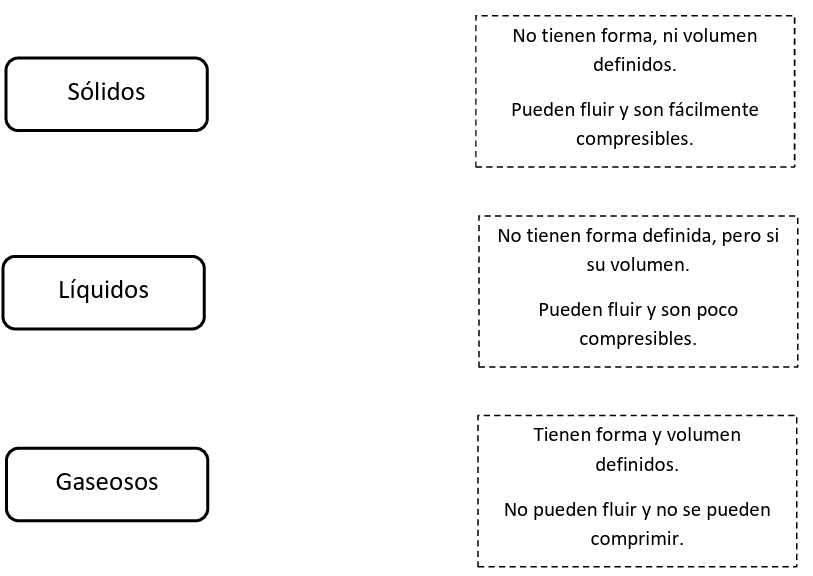 Sólidos
No tienen forma, ni volumen
definidos.
Pueden fluir y son fácilmente
compresibles.
Líquidos
No tienen forma definida, pero si
su volumen.
Pueden fluir y son poco
compresibles.
Gaseosos
Tienen forma y volumen
definidos.
No pueden fluir y no se pueden
comprimir.